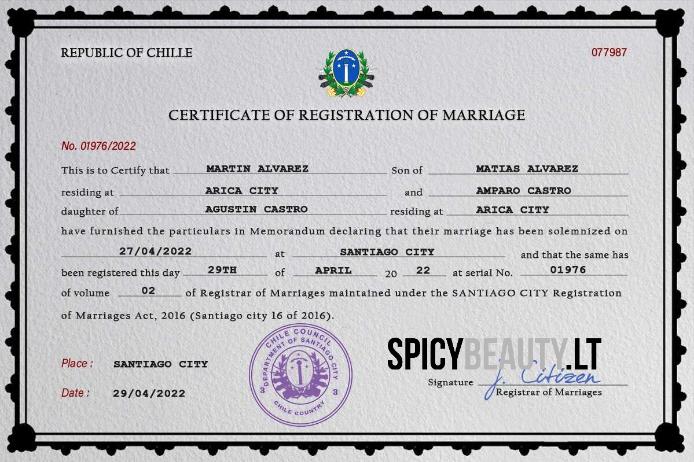 REPUBLIC OF CHILLE 077987
CERTIFICATE OF REGISTRATION OF MARRIAGE
No. 01976/2022
This is to Certify that MARTIN ALVAREZ Son of MATIAS ALVAREZ
residing at ARICA CITY and AMPARO CASTRO
daughter of AGUSTIN CASTRO residing at ARICA CITY
have furnished the particulars in Memorandum declaring that their marriage has been solemnized on
27/04/2022 at SANTIAGO CITY and that the same has
been registered this day 29TH of APRIL 20 22 at serial No. 01976
of volume 02 of Registrar of Marriages maintained under the SANTIAGO CITY Registration
of Marriages Act, 2016 (Santiago city 16 of 2016).
CHILE COUNCIL
DEPARTMENT OF SANTIAGO CITY
3 3
CHILE COUNTRY
SPICYBEAUTY.LT
Place : SANTIAGO CITY
Signature J. Citizen
Date : 29/04/2022 Registrar of Marriages